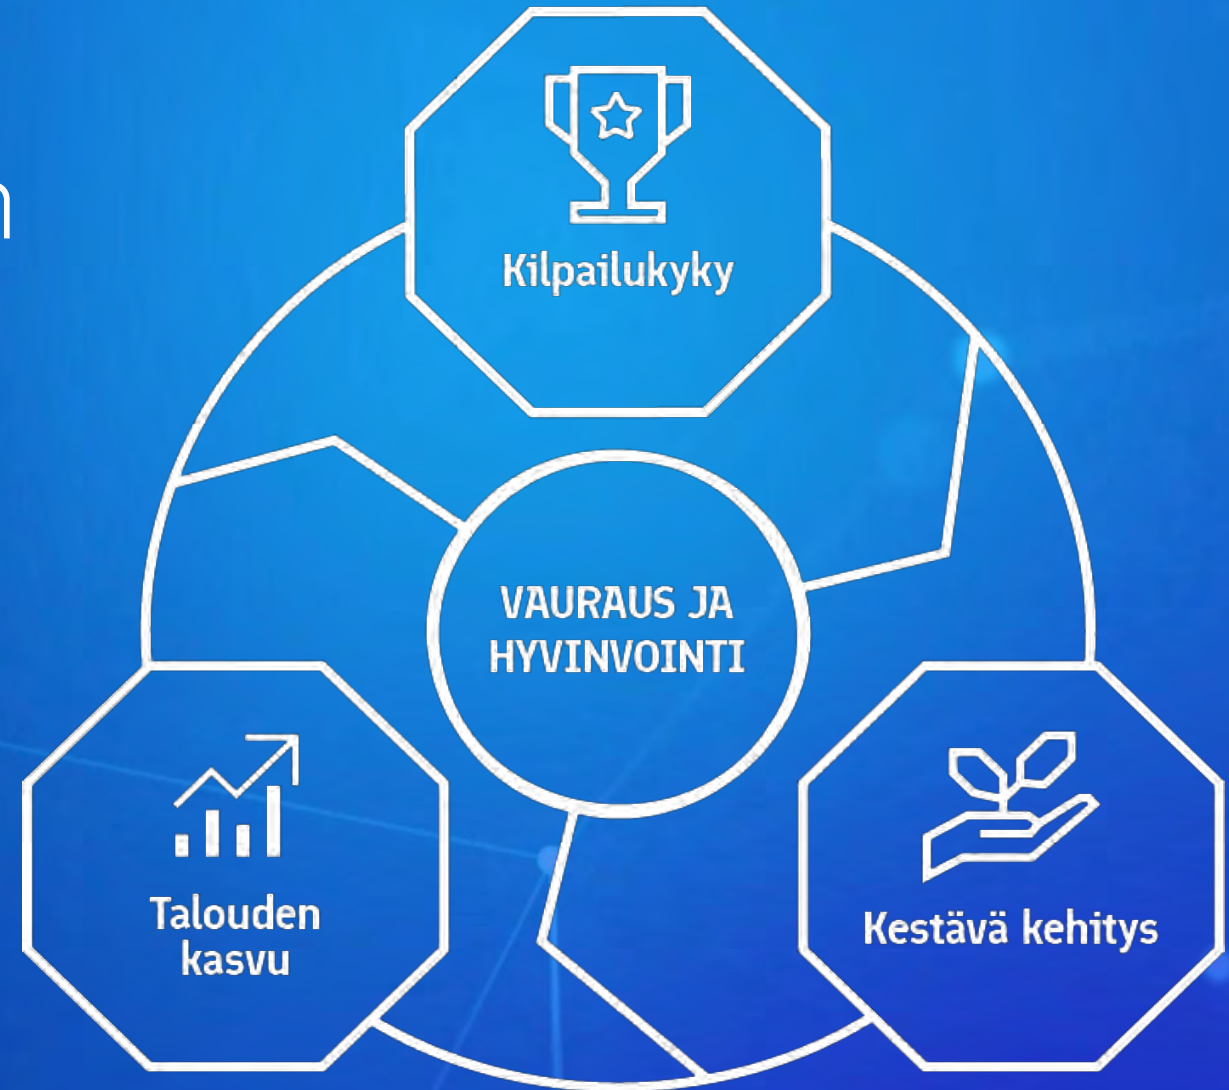 Kilpailukyky
VAURAUS JA
HYVINVOINTI
Talouden
kasvu
Kestävä kehitys